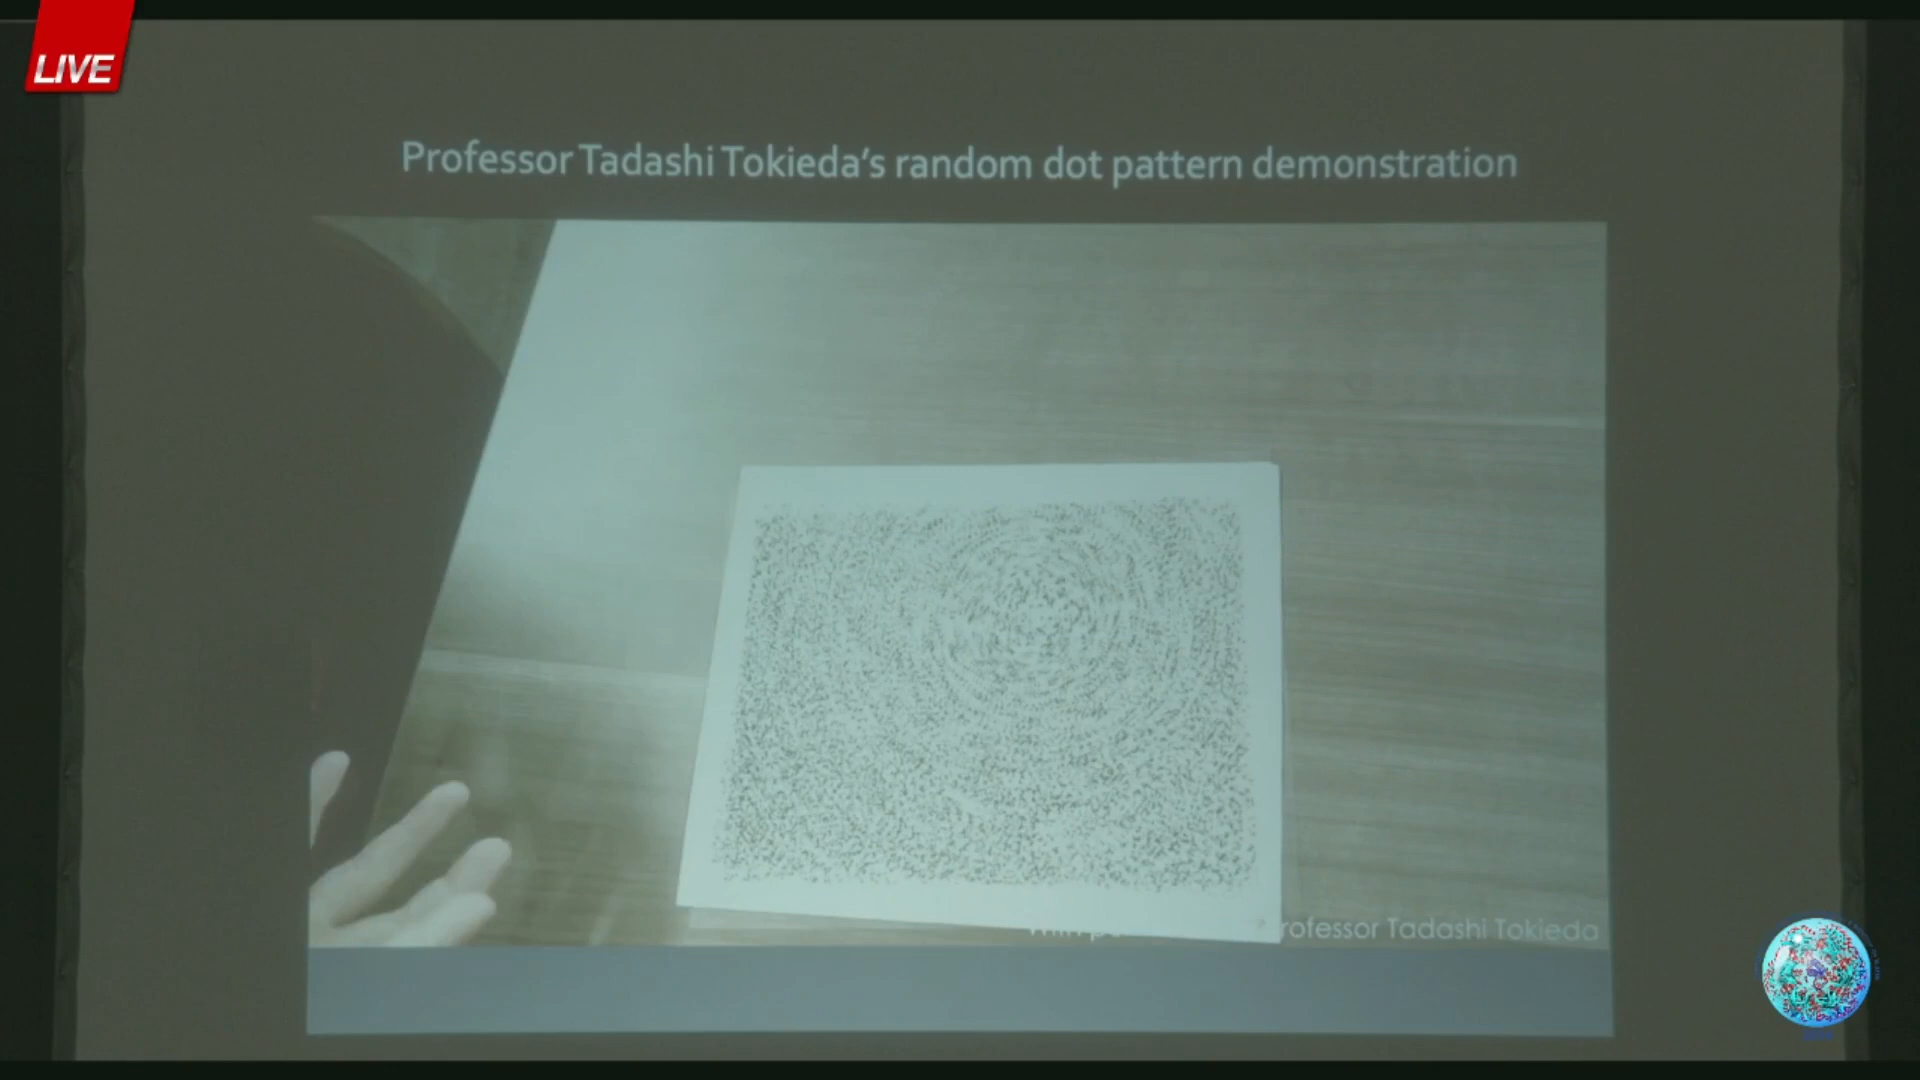 LIVE
Professor Tadashi Tokieda's random dot pattern demonstration
rofessor Tadashi Tokieda